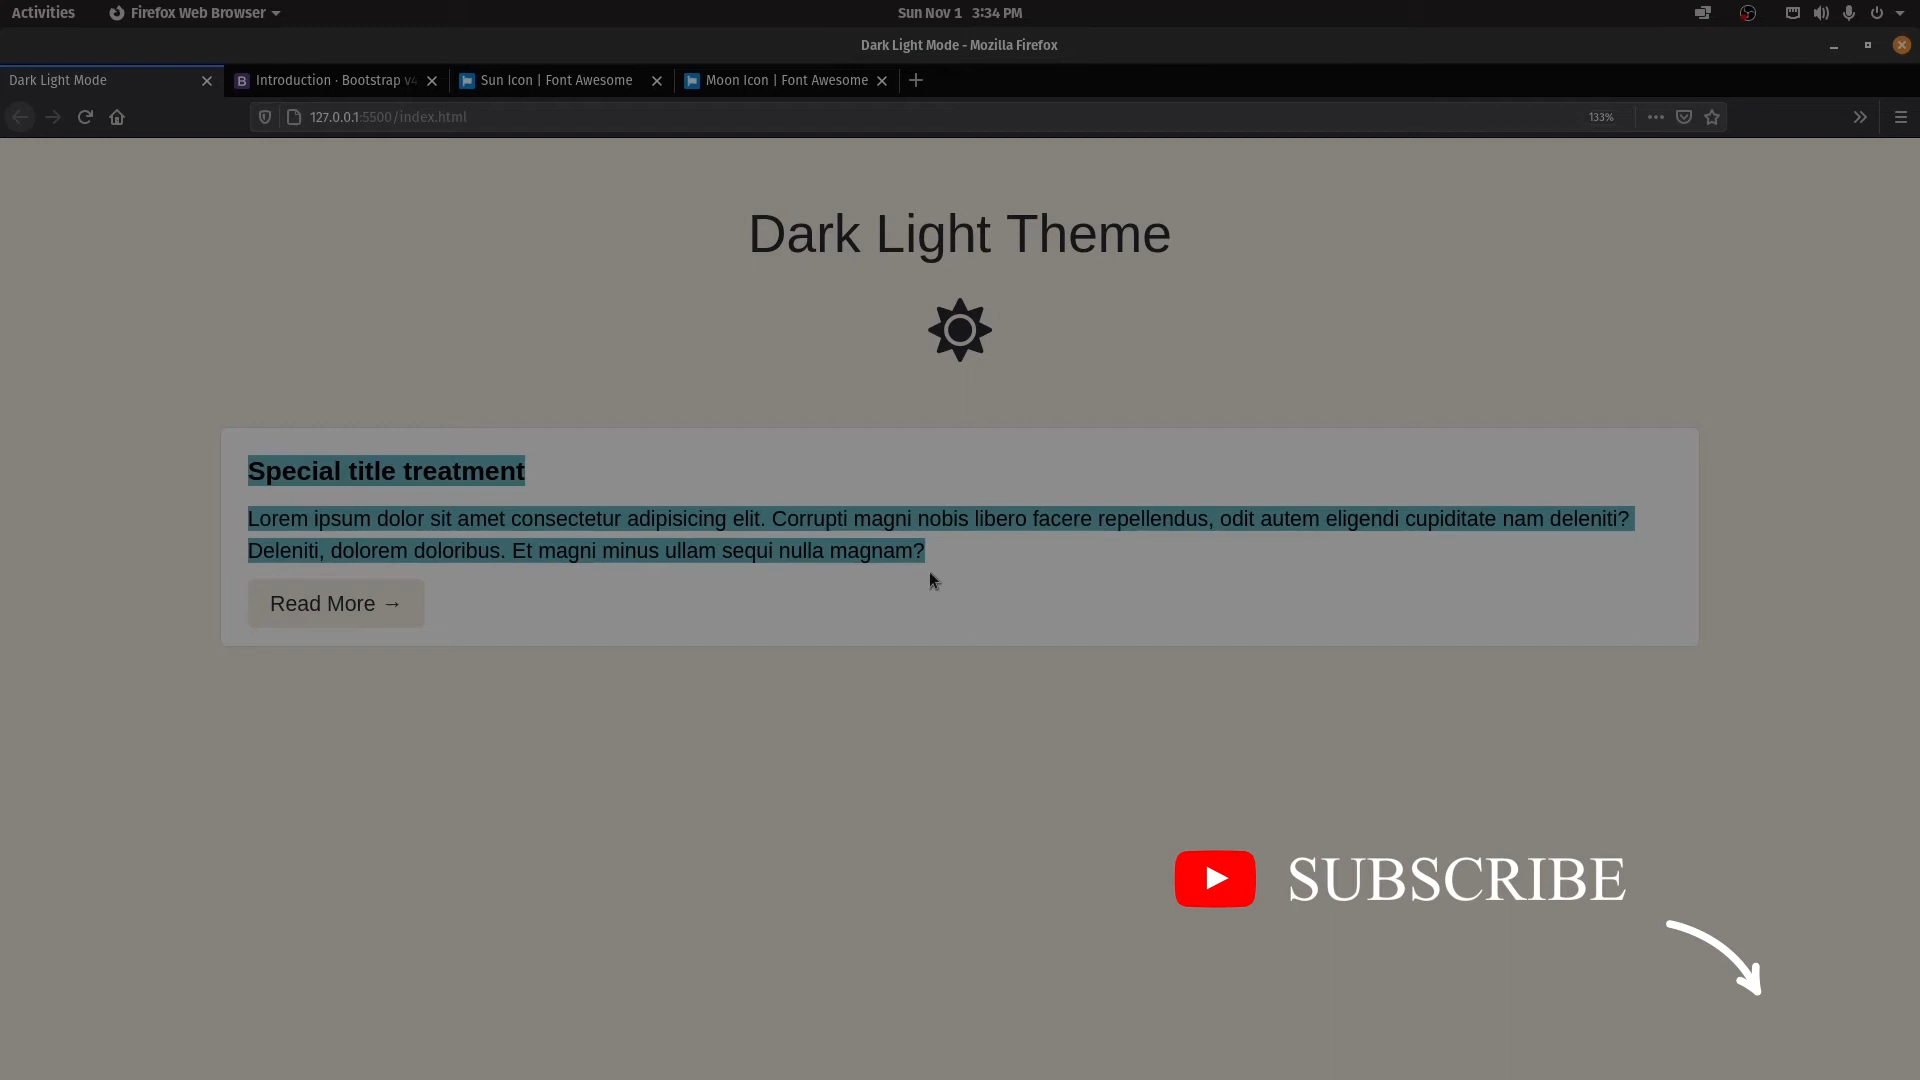 Activities
Firefox Web Browser
Sun Nov 1 3:34 PM
Dark Light Mode - Mozilla Firefox
Dark Light Mode
Introduction · Bootstrap v4
Sun Icon | Font Awesome
Moon Icon | Font Awesome
127.0.0.1:5500/index.html
133%
Dark Light Theme
Special title treatment
Lorem ipsum dolor sit amet consectetur adipisicing elit. Corrupti magni nobis libero facere repellendus, odit autem eligendi cupiditate nam deleniti?
Deleniti, dolorem doloribus. Et magni minus ullam sequi nulla magnam?
Read More →
SUBSCRIBE